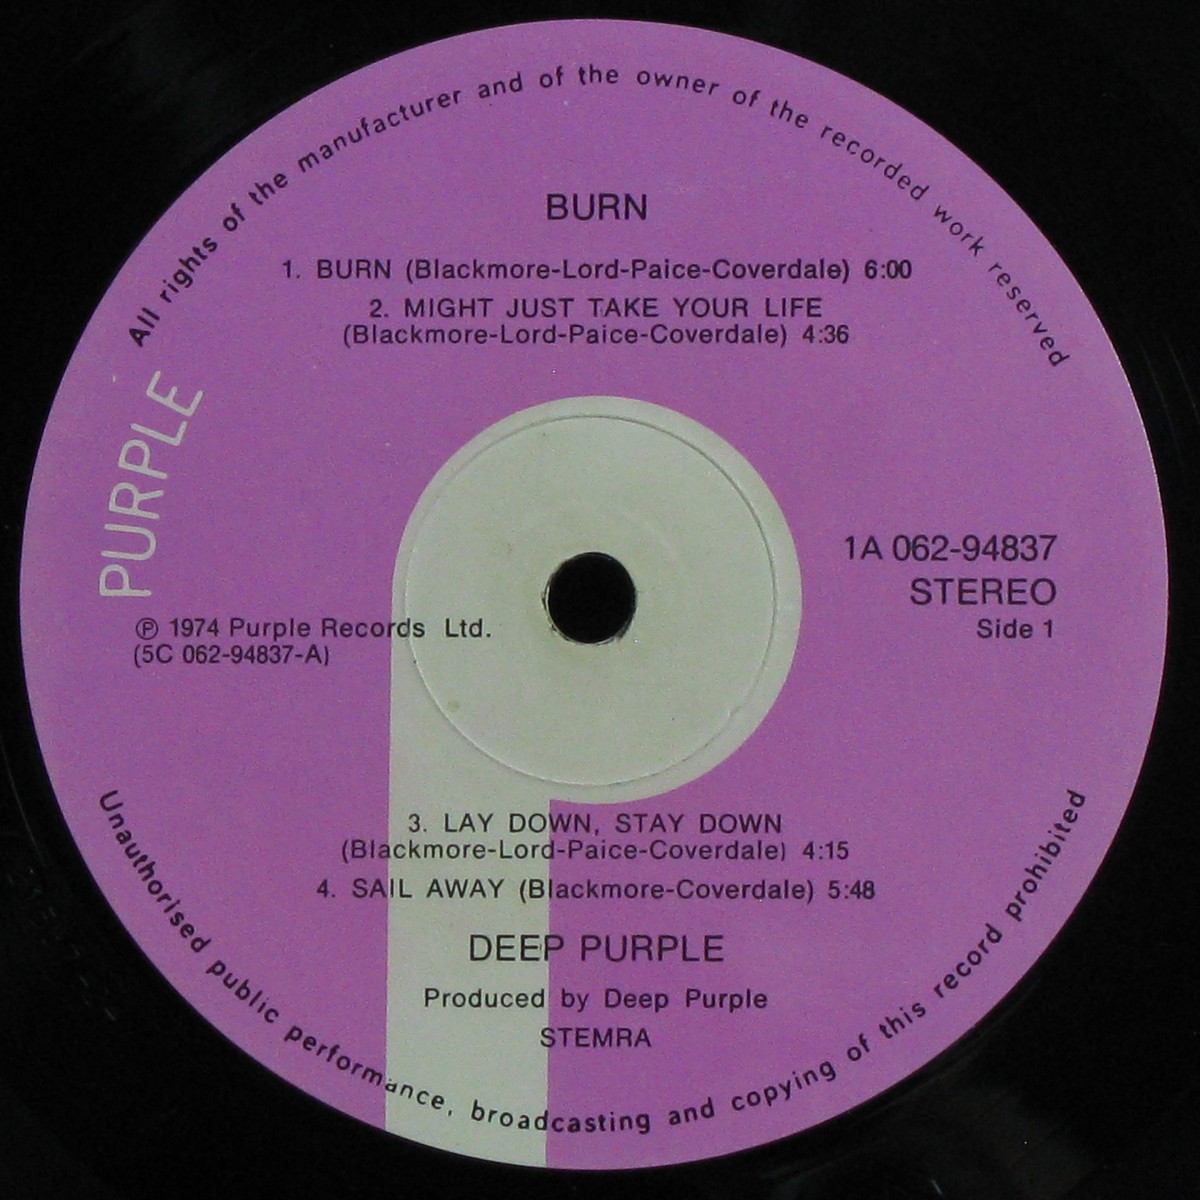 All rights of the manufacturer and of the owner of the recorded work reserved
BURN
1. BURN (Blackmore-Lord-Paice-Coverdale) 6:00
2. MIGHT JUST TAKE YOUR LIFE
(Blackmore-Lord-Paice-Coverdale) 4:36
PURPLE
1A 062-94837
STEREO
Side 1
℗ 1974 Purple Records Ltd.
(5C 062-94837-A)
3. LAY DOWN, STAY DOWN
(Blackmore-Lord-Paice-Coverdale) 4:15
4. SAIL AWAY (Blackmore-Coverdale) 5:48
DEEP PURPLE
Produced by Deep Purple
STEMRA
Unauthorised public performance, broadcasting and copying of this record prohibited